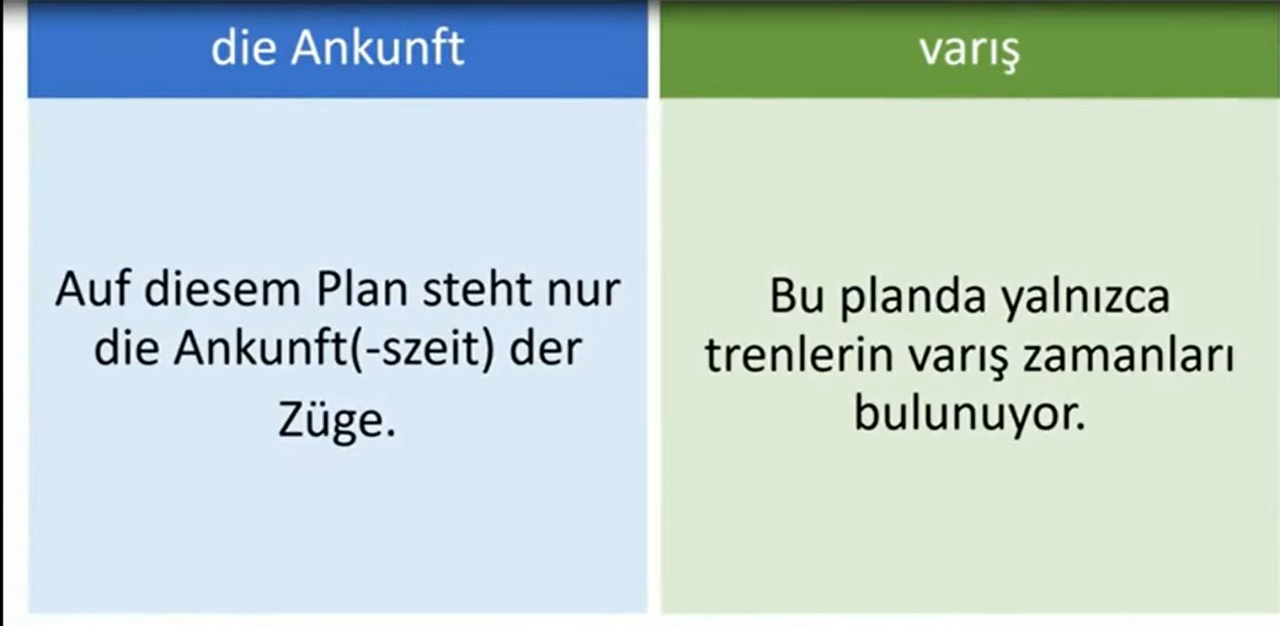 die Ankunft
varış
Auf diesem Plan steht nur
die Ankunft(-szeit) der
Züge.
Bu planda yalnızca
trenlerin varış zamanları
bulunuyor.